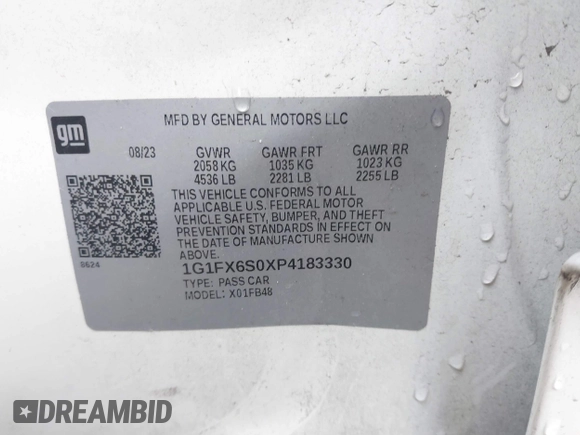 gm
MFD BY GENERAL MOTORS LLC
08/23 GVWR GAWR FRT GAWR RR
2058 KG 1035 KG 1023 KG
4536 LB 2281 LB 2255 LB
THIS VEHICLE CONFORMS TO ALL
APPLICABLE U.S. FEDERAL MOTOR
VEHICLE SAFETY, BUMPER, AND THEFT
PREVENTION STANDARDS IN EFFECT ON
THE DATE OF MANUFACTURE SHOWN
ABOVE.
0624
1G1FX6S0XP4183330
TYPE: PASS CAR
MODEL: X01FB48
DREAMBID